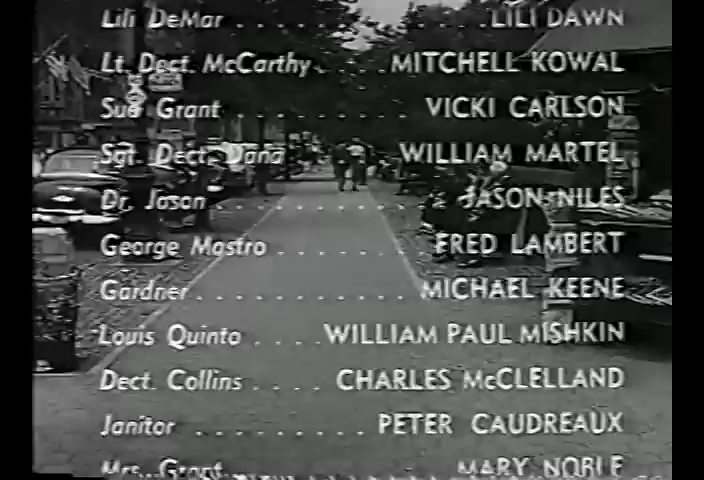 Lili DeMar . . . . . . . . . . . . LILI DAWN
Lt. Dect. McCarthy . . . . MITCHELL KOWAL
Sue Grant . . . . . . . . . . VICKI CARLSON
Sgt. Dect. Dana . . . . . . WILLIAM MARTEL
Dr. Jason . . . . . . . . . . . . JASON NILES
George Mastro . . . . . . . . FRED LAMBERT
Gardner . . . . . . . . . . . . MICHAEL KEENE
Louis Quinto . . . . WILLIAM PAUL MISHKIN
Dect. Collins . . . . CHARLES McCLELLAND
Janitor . . . . . . . . . PETER CAUDREAUX
Mrs. Grant . . . . . . . . . . . MARY NOBLE